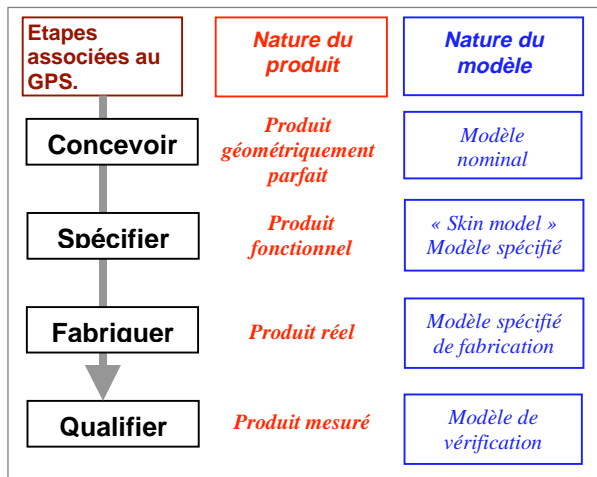 Etapes
associées au
GPS.
Nature du
produit
Nature du
modèle
Concevoir
Produit
géométriquement
parfait
Modèle
nominal
Spécifier
Produit
fonctionnel
« Skin model »
Modèle spécifié
Fabriquer
Produit réel
Modèle spécifié
de fabrication
Qualifier
Produit mesuré
Modèle de
vérification